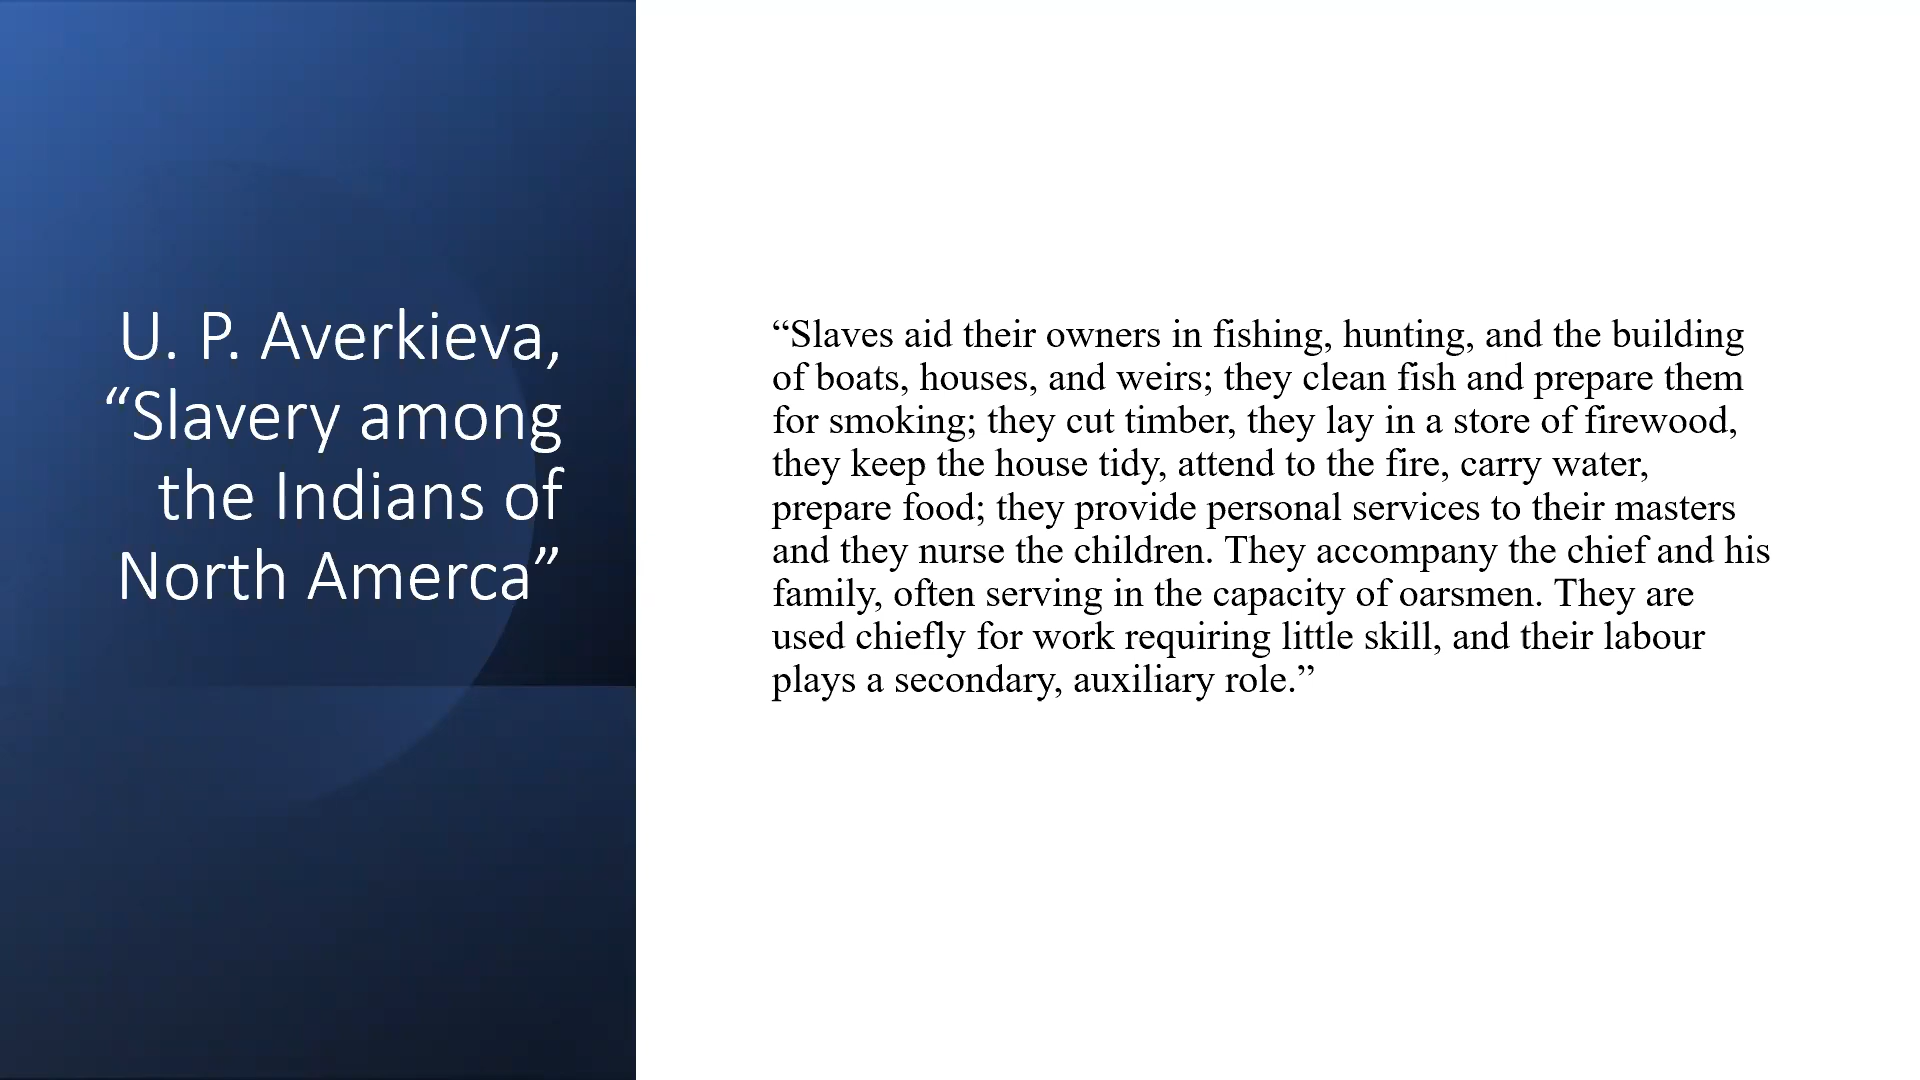 U. P. Averkieva,
“Slavery among
the Indians of
North Amerca”
“Slaves aid their owners in fishing, hunting, and the building
of boats, houses, and weirs; they clean fish and prepare them
for smoking; they cut timber, they lay in a store of firewood,
they keep the house tidy, attend to the fire, carry water,
prepare food; they provide personal services to their masters
and they nurse the children. They accompany the chief and his
family, often serving in the capacity of oarsmen. They are
used chiefly for work requiring little skill, and their labour
plays a secondary, auxiliary role.”